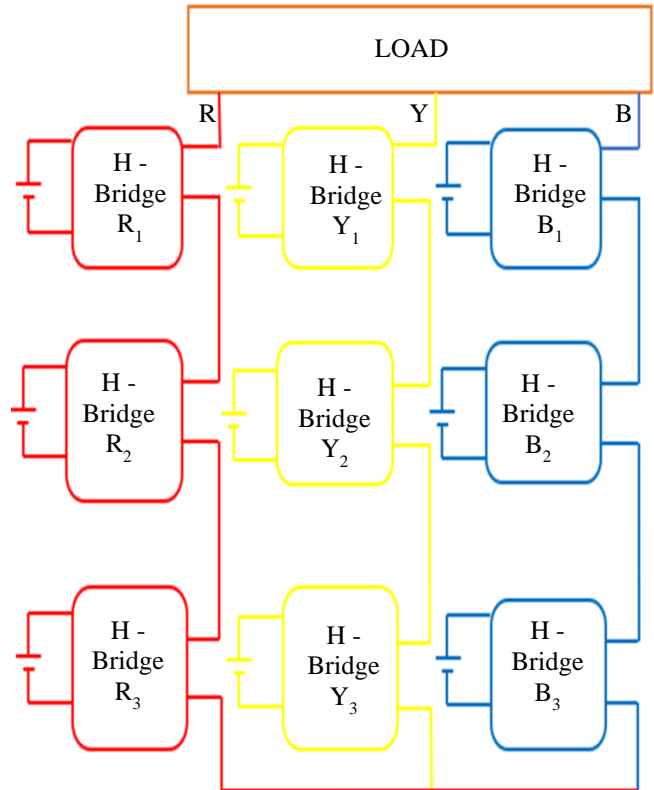 LOAD
R
Y
B
H -
Bridge
R₁
H -
Bridge
Y₁
H -
Bridge
B₁
H -
Bridge
R₂
H -
Bridge
Y₂
H -
Bridge
B₂
H -
Bridge
R₃
H -
Bridge
Y₃
H -
Bridge
B₃